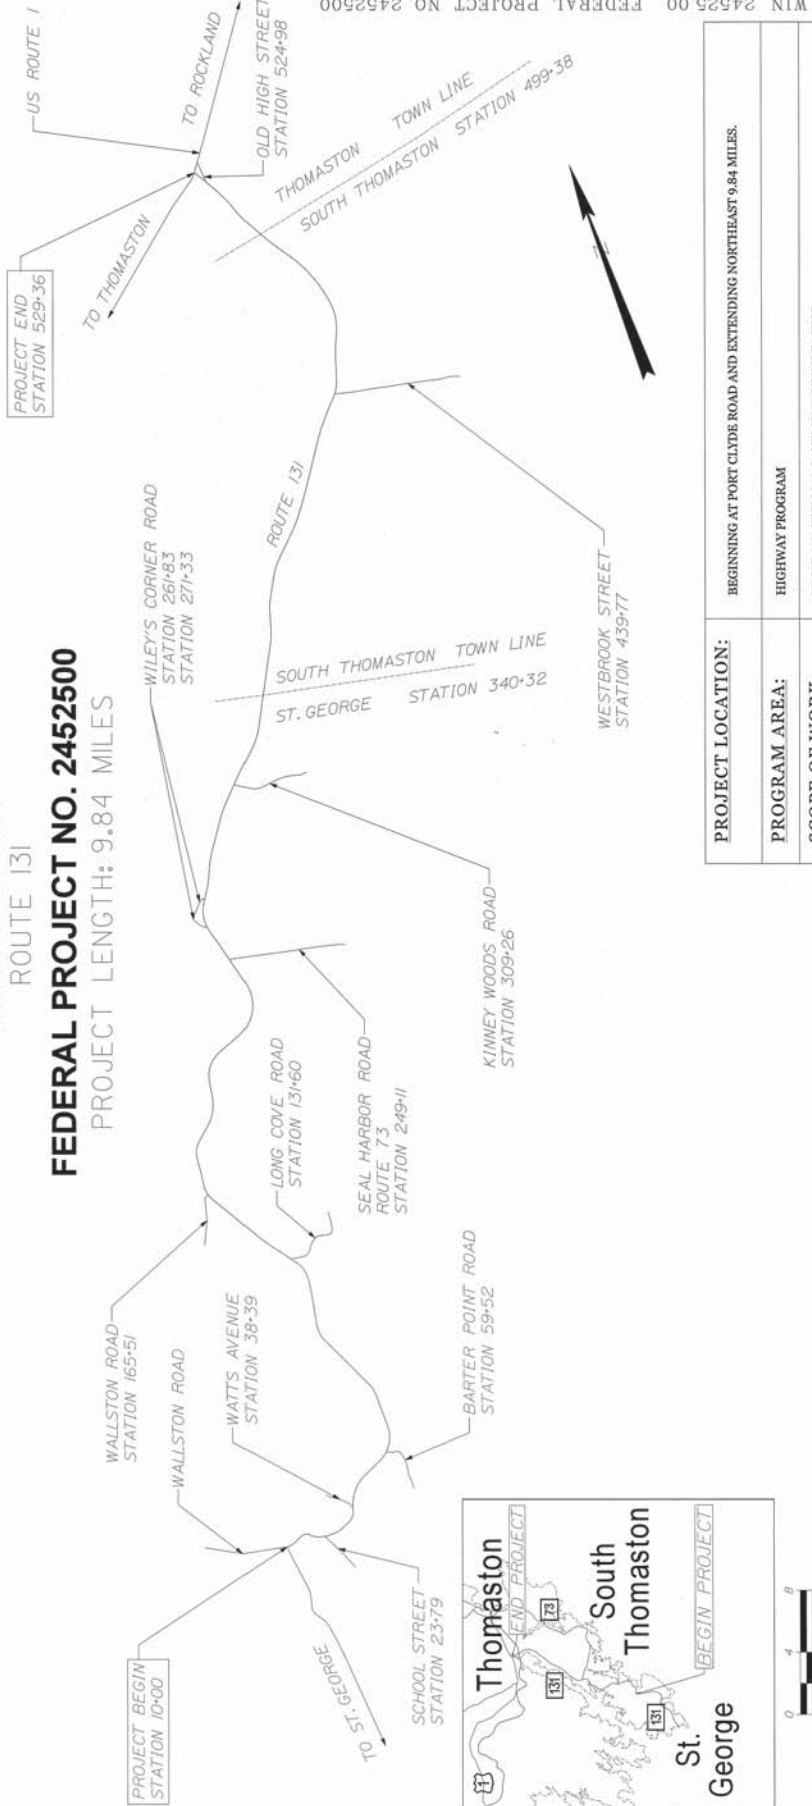 ROUTE 131
FEDERAL PROJECT NO. 2452500
PROJECT LENGTH: 9.84 MILES
PROJECT BEGIN
STATION 10+00
WALLSTON ROAD
STATION 165+51
WALLSTON ROAD
WATTS AVENUE
STATION 38+39
TO ST.GEORGE
SCHOOL STREET
STATION 23+79
BARTER POINT ROAD
STATION 59+52
LONG COVE ROAD
STATION 131+60
SEAL HARBOR ROAD
ROUTE 73
STATION 249+11
WILEY'S CORNER ROAD
STATION 261+83
STATION 271+33
KINNEY WOODS ROAD
STATION 309+26
SOUTH THOMASTON TOWN LINE
ST.GEORGE STATION 340+32
ROUTE 131
WESTBROOK STREET
STATION 439+77
PROJECT END
STATION 529+36
TO THOMASTON
US ROUTE 1
TO ROCKLAND
OLD HIGH STREET
STATION 524+98
THOMASTON TOWN LINE
SOUTH THOMASTON STATION 499+38
N
Thomaston
END PROJECT
73
South
Thomaston
131
BEGIN PROJECT
1
131
St.
George
0 4 8
PROJECT LOCATION: BEGINNING AT PORT CLYDE ROAD AND EXTENDING NORTHEAST 9.84 MILES.
PROGRAM AREA: HIGHWAY PROGRAM
SCOPE OF WORK
WIN 24525.00 FEDERAL PROJECT NO. 2452500